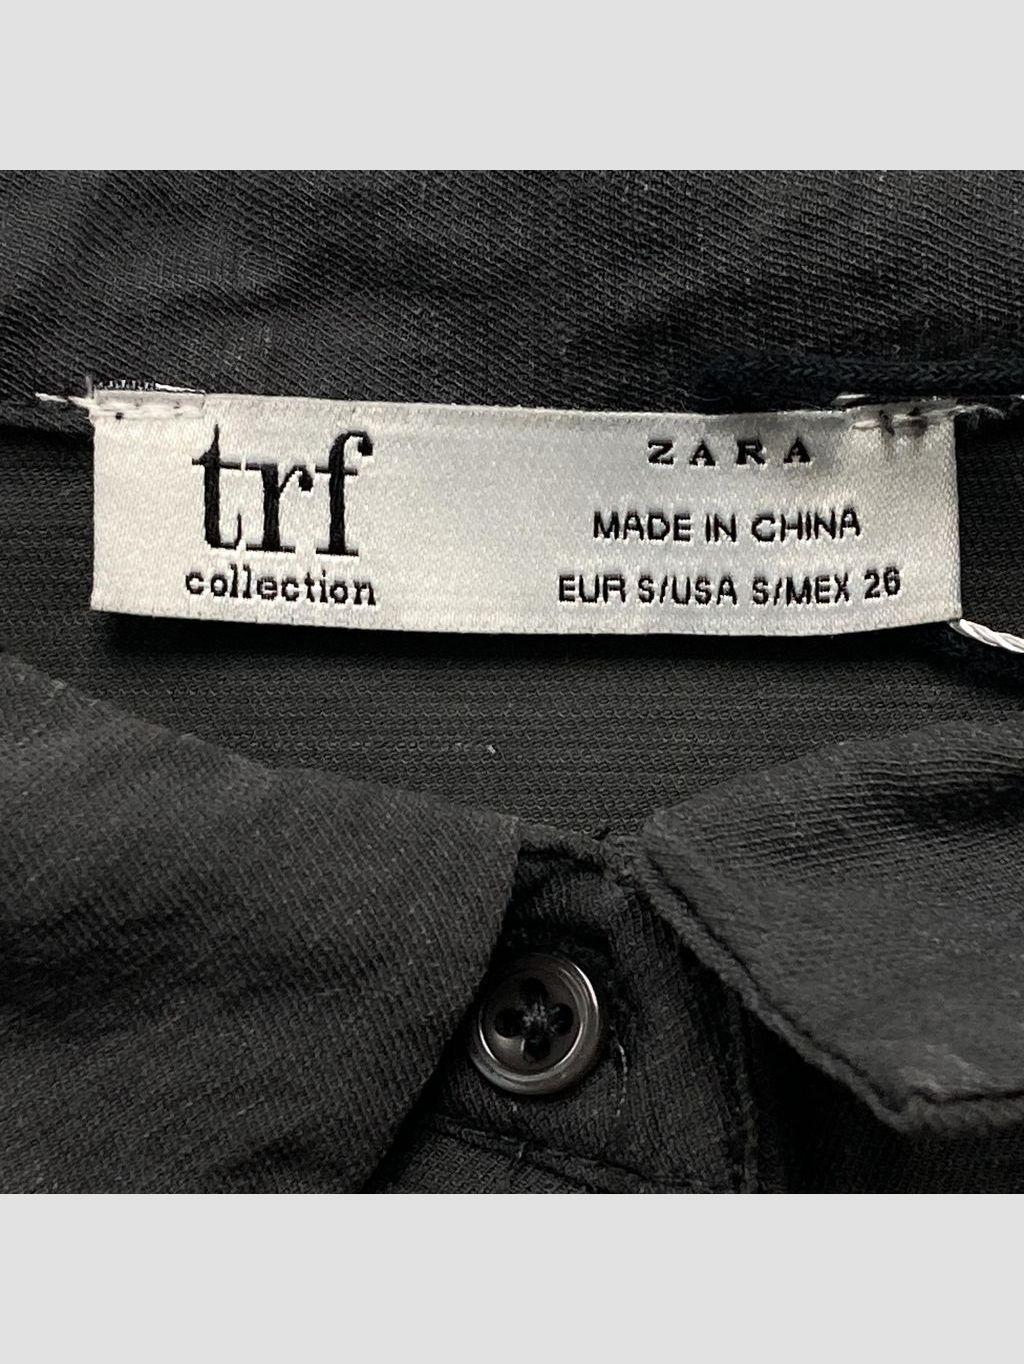 trf
collection
ZARA
MADE IN CHINA
EUR S/USA S/MEX 26